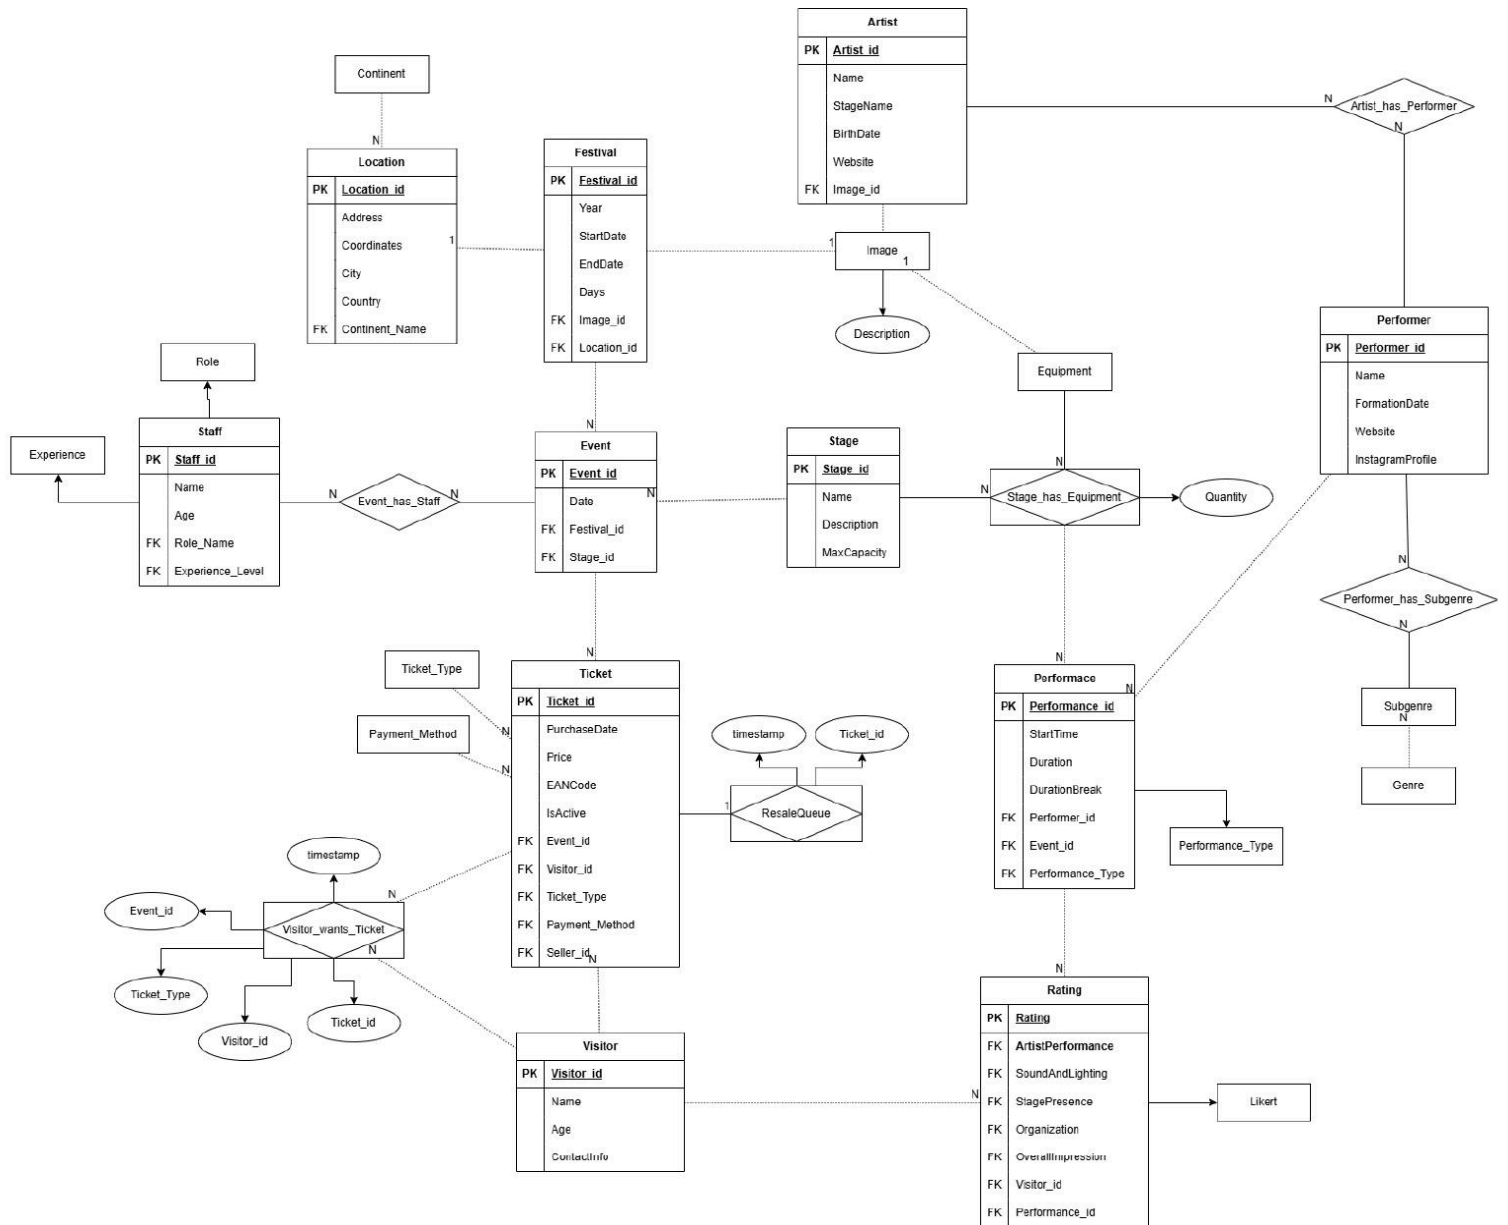 Artist
PK Artist_id
Name
StageName
BirthDate
Website
FK Image_id
Continent
N
Location
PK Location_id
Address
Coordinates
City
Country
FK Continent_Name
1
Festival
PK Festival_id
Year
StartDate
EndDate
Days
FK Image_id
FK Location_id
N
Artist_has_Performer
N
1
Image
1
Description
Equipment
Performer
PK Performer_id
Name
FormationDate
Website
InstagramProfile
Role
Experience
Staff
PK Staff_id
Name
Age
FK Role_Name
FK Experience_Level
N
Event_has_Staff
N
N
Event
PK Event_id
Date
FK Festival_id
FK Stage_id
N
Stage
PK Stage_id
Name
Description
MaxCapacity
N
N
Stage_has_Equipment
Quantity
N
Performer_has_Subgenre
N
Subgenre
N
Genre
Ticket_Type
N
Payment_Method
N
N
Ticket
PK Ticket_id
PurchaseDate
Price
EANCode
IsActive
FK Event_id
FK Visitor_id
FK Ticket_Type
FK Payment_Method
FK Seller_id
N
timestamp
Ticket_id
1
ResaleQueue
N
N
Performace
PK Performance_id
StartTime
Duration
DurationBreak
FK Performer_id
FK Event_id
FK Performance_Type
Performance_Type
timestamp
N
Event_id
Visitor_wants_Ticket
N
Ticket_Type
Visitor_id
Ticket_id
Visitor
PK Visitor_id
Name
Age
ContactInfo
N
N
Rating
PK Rating
FK ArtistPerformance
FK SoundAndLighting
FK StagePresence
FK Organization
FK OverallImpression
FK Visitor_id
FK Performance_id
Likert